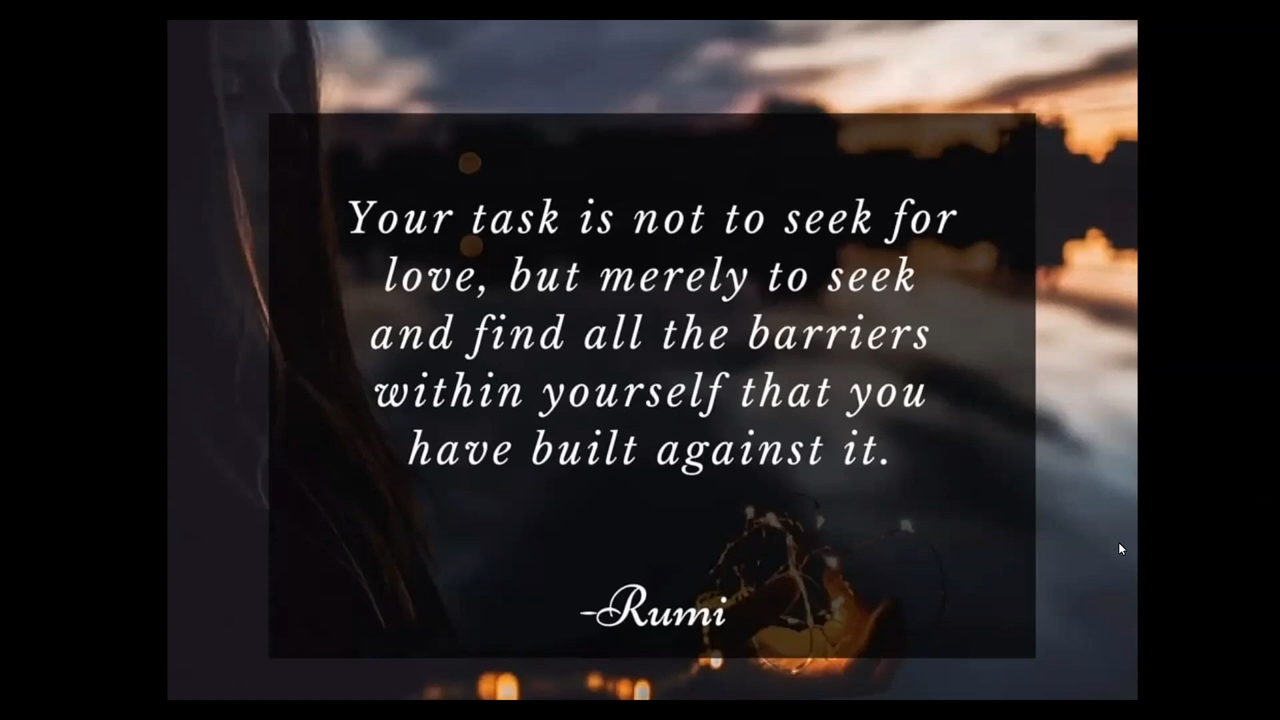 Your task is not to seek for
love, but merely to seek
and find all the barriers
within yourself that you
have built against it.
-Rumi